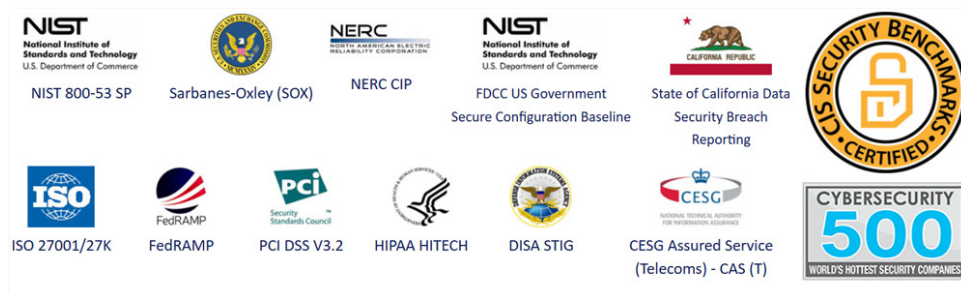 NIST
National Institute of
Standards and Technology
U.S. Department of Commerce
NIST 800-53 SP
Sarbanes-Oxley (SOX)
NERC
NORTH AMERICAN ELECTRIC
RELIABILITY CORPORATION
NERC CIP
NIST
National Institute of
Standards and Technology
U.S. Department of Commerce
FDCC US Government
Secure Configuration Baseline
CALIFORNIA REPUBLIC
State of California Data
Security Breach
Reporting
CIS SECURITY BENCHMARKS
CERTIFIED
ISO
ISO 27001/27K
FedRAMP
FedRAMP
PCI
Security
Standards Council
PCI DSS V3.2
HIPAA HITECH
DEFENSE INFORMATION SYSTEMS AGENCY
DISA STIG
CESG
NATIONAL TECHNICAL AUTHORITY
FOR INFORMATION ASSURANCE
CESG Assured Service
(Telecoms) - CAS (T)
CYBERSECURITY
500
WORLD'S HOTTEST SECURITY COMPANIES